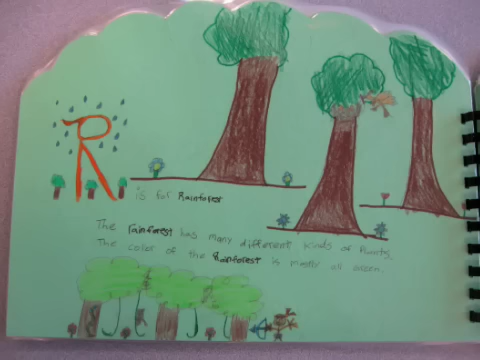 R
is for Rainforest
The rainforest has many different kinds of Plants.
The color of the Rainforest is mostly all green.